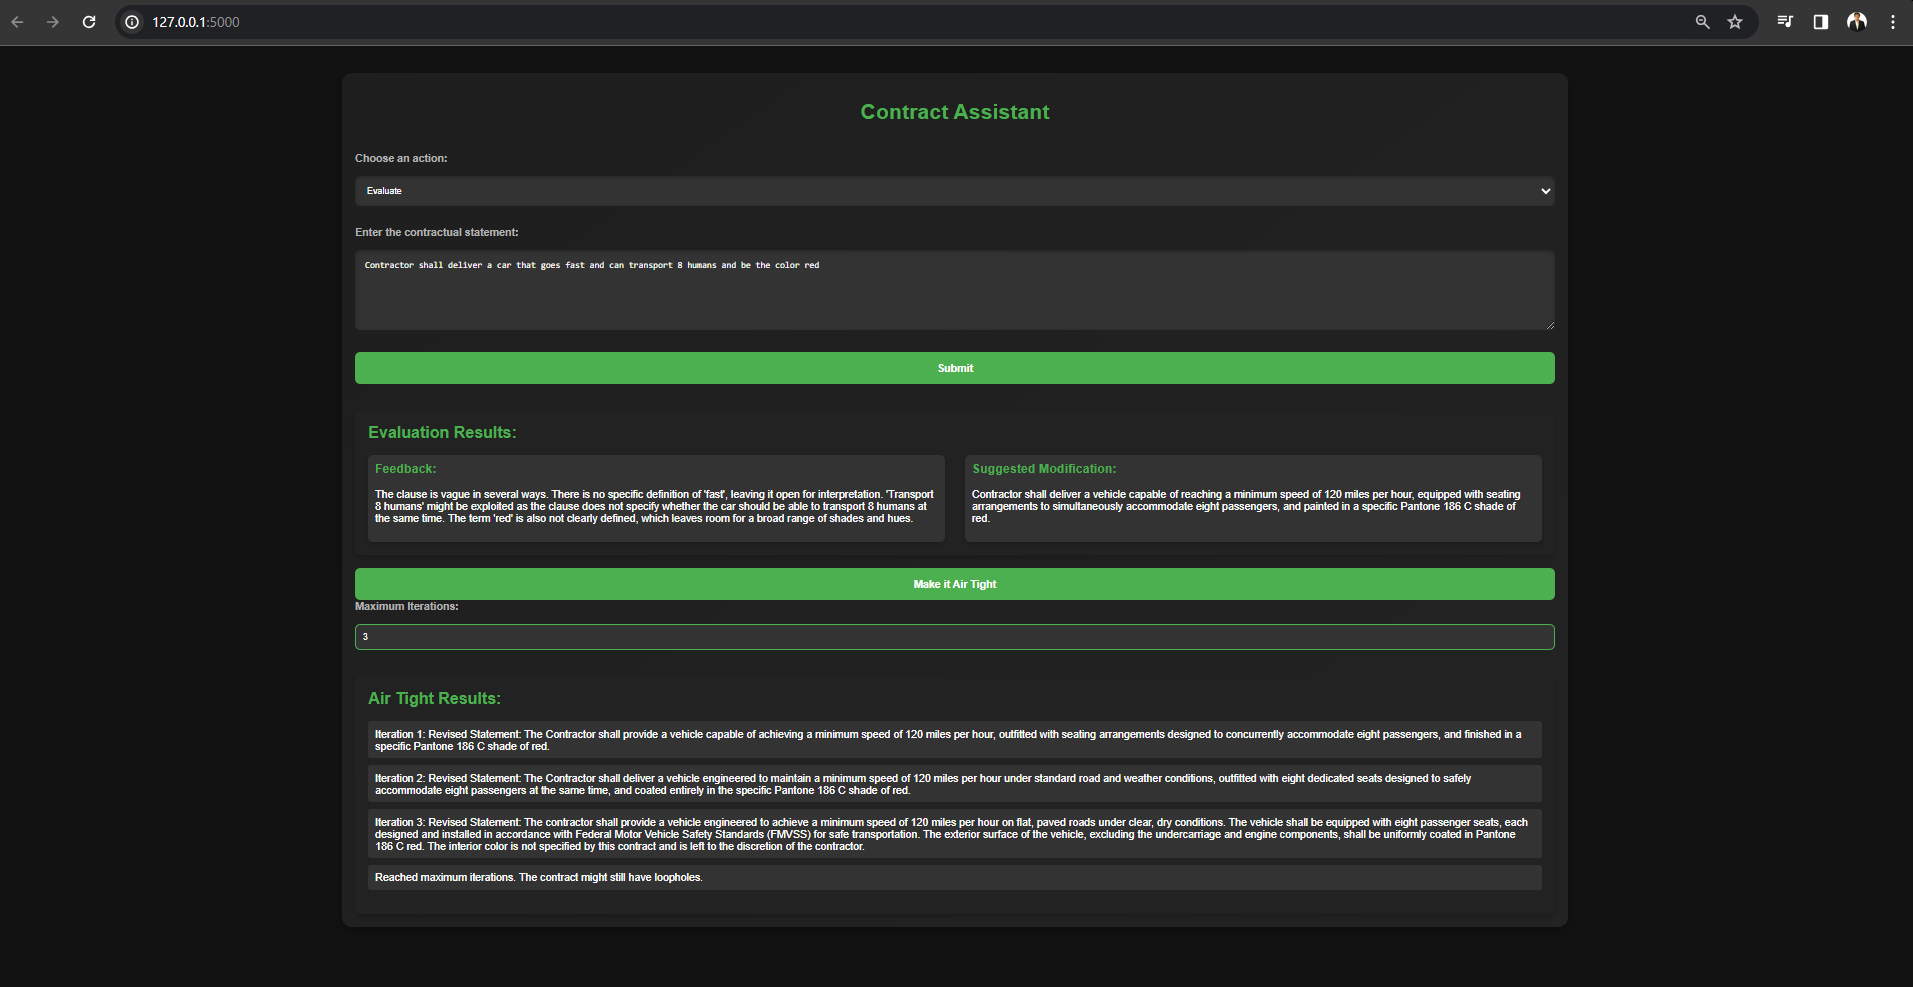 127.0.0.1:5000
Contract Assistant
Choose an action:
Evaluate
Enter the contractual statement:
Contractor shall deliver a car that goes fast and can transport 8 humans and be the color red
Submit
Evaluation Results:
Feedback:
The clause is vague in several ways. There is no specific definition of 'fast', leaving it open for interpretation. 'Transport
8 humans' might be exploited as the clause does not specify whether the car should be able to transport 8 humans at
the same time. The term 'red' is also not clearly defined, which leaves room for a broad range of shades and hues.
Suggested Modification:
Contractor shall deliver a vehicle capable of reaching a minimum speed of 120 miles per hour, equipped with seating
arrangements to simultaneously accommodate eight passengers, and painted in a specific Pantone 186 C shade of
red.
Make it Air Tight
Maximum Iterations:
3
Air Tight Results:
Iteration 1: Revised Statement: The Contractor shall provide a vehicle capable of achieving a minimum speed of 120 miles per hour, outfitted with seating arrangements designed to concurrently accommodate eight passengers, and finished in a
specific Pantone 186 C shade of red.
Iteration 2: Revised Statement: The Contractor shall deliver a vehicle engineered to maintain a minimum speed of 120 miles per hour under standard road and weather conditions, outfitted with eight dedicated seats designed to safely
accommodate eight passengers at the same time, and coated entirely in the specific Pantone 186 C shade of red.
Iteration 3: Revised Statement: The contractor shall provide a vehicle engineered to achieve a minimum speed of 120 miles per hour on flat, paved roads under clear, dry conditions. The vehicle shall be equipped with eight passenger seats, each
designed and installed in accordance with Federal Motor Vehicle Safety Standards (FMVSS) for safe transportation. The exterior surface of the vehicle, excluding the undercarriage and engine components, shall be uniformly coated in Pantone
186 C red. The interior color is not specified by this contract and is left to the discretion of the contractor.
Reached maximum iterations. The contract might still have loopholes.